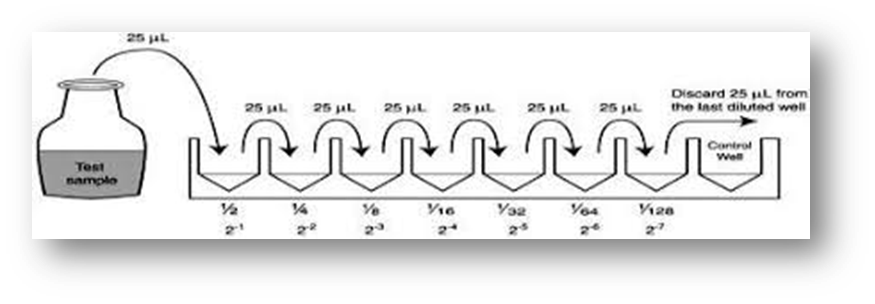 25 µL
25 µL 25 µL 25 µL 25 µL 25 µL 25 µL
Discard 25 µL from
the last diluted well
Test
sample
Control
Well
½ ¼ ⅛ 1⁄16 1⁄32 1⁄64 1⁄128
2⁻¹ 2⁻² 2⁻³ 2⁻⁴ 2⁻⁵ 2⁻⁶ 2⁻⁷